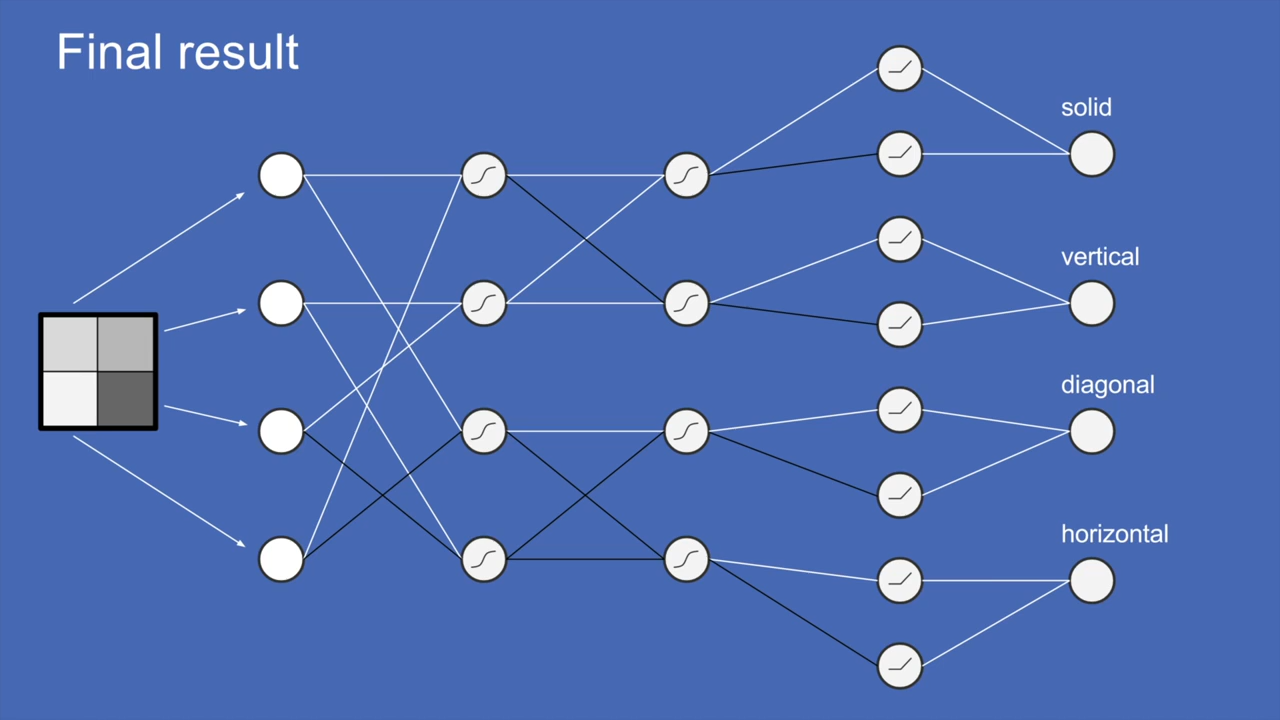 Final result
solid
vertical
diagonal
horizontal